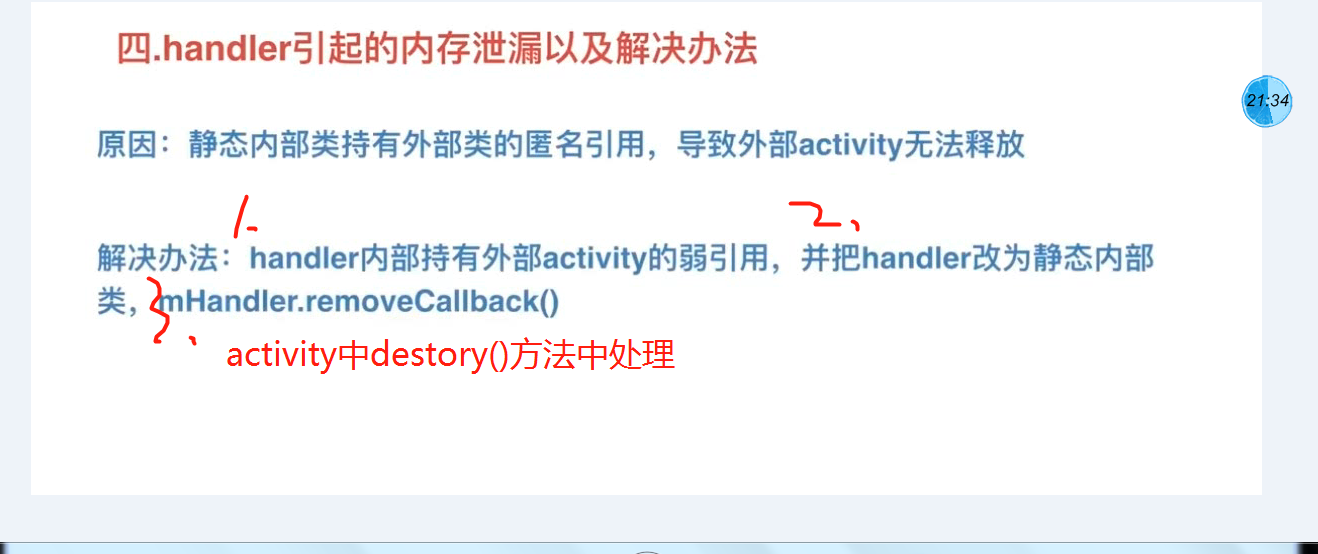 四.handler引起的内存泄漏以及解决办法
21:34
原因：静态内部类持有外部类的匿名引用，导致外部activity无法释放
1.
2、
解决办法：handler内部持有外部activity的弱引用，并把handler改为静态内部
类，mHandler.removeCallback()
3、
activity中destory()方法中处理